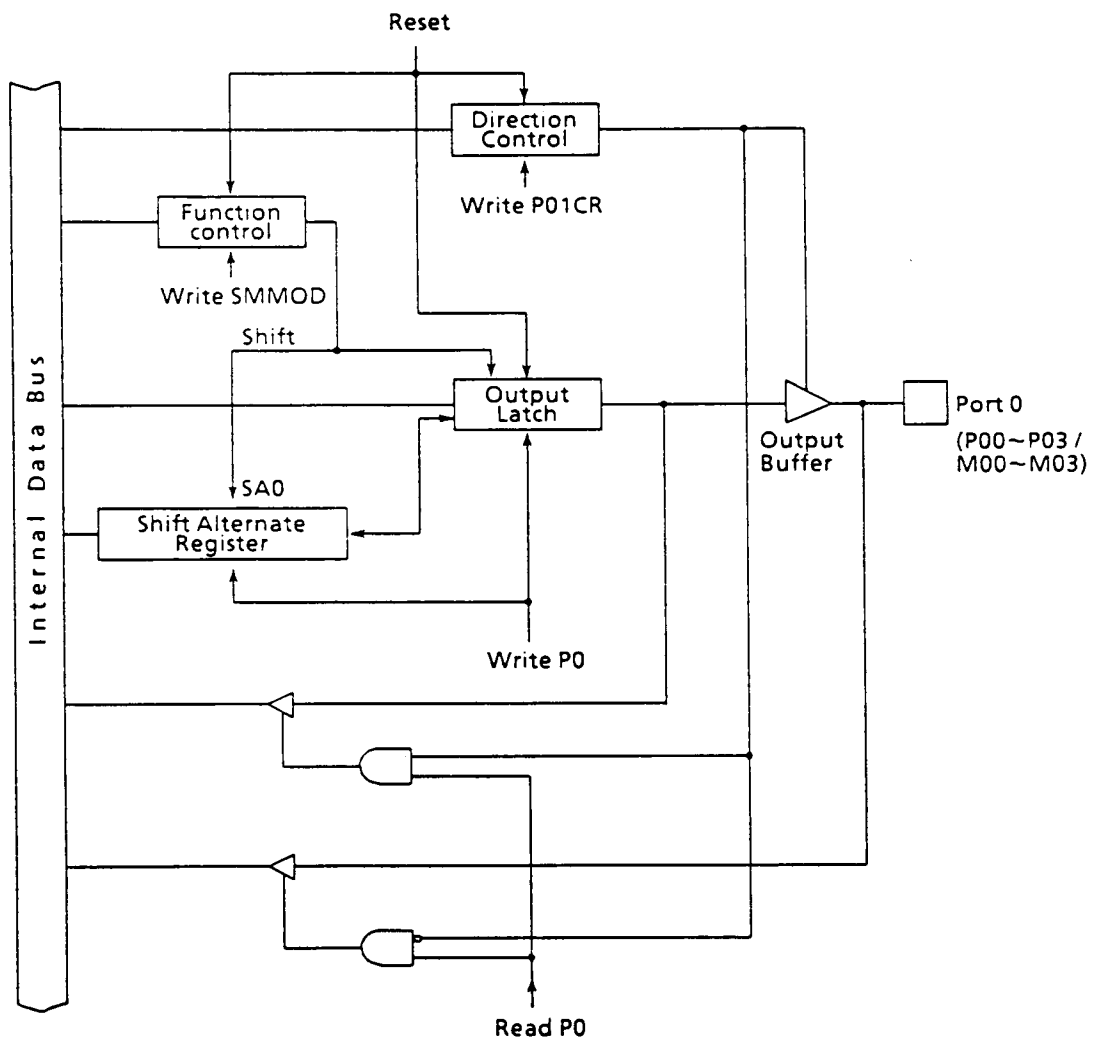 Reset
Direction
Control
Write P01CR
Function
control
Write SMMOD
Shift
Output
Latch
Port 0
(P00~P03 /
M00~M03)
Output
Buffer
SA0
Shift Alternate
Register
Internal Data Bus
Write P0
Read P0